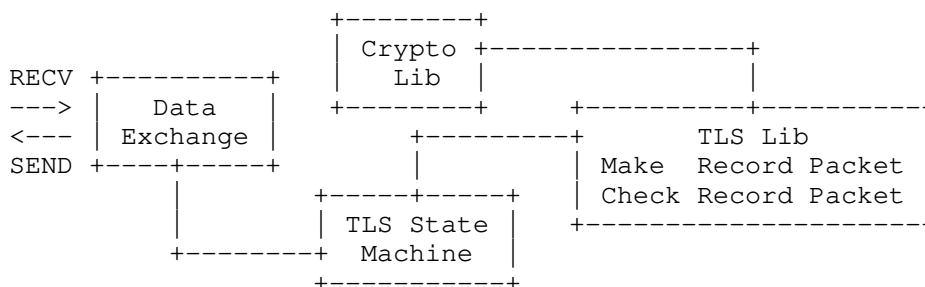 Crypto
Lib
RECV
Data
Exchange
SEND
TLS Lib
Make Record Packet
Check Record Packet
TLS State
Machine